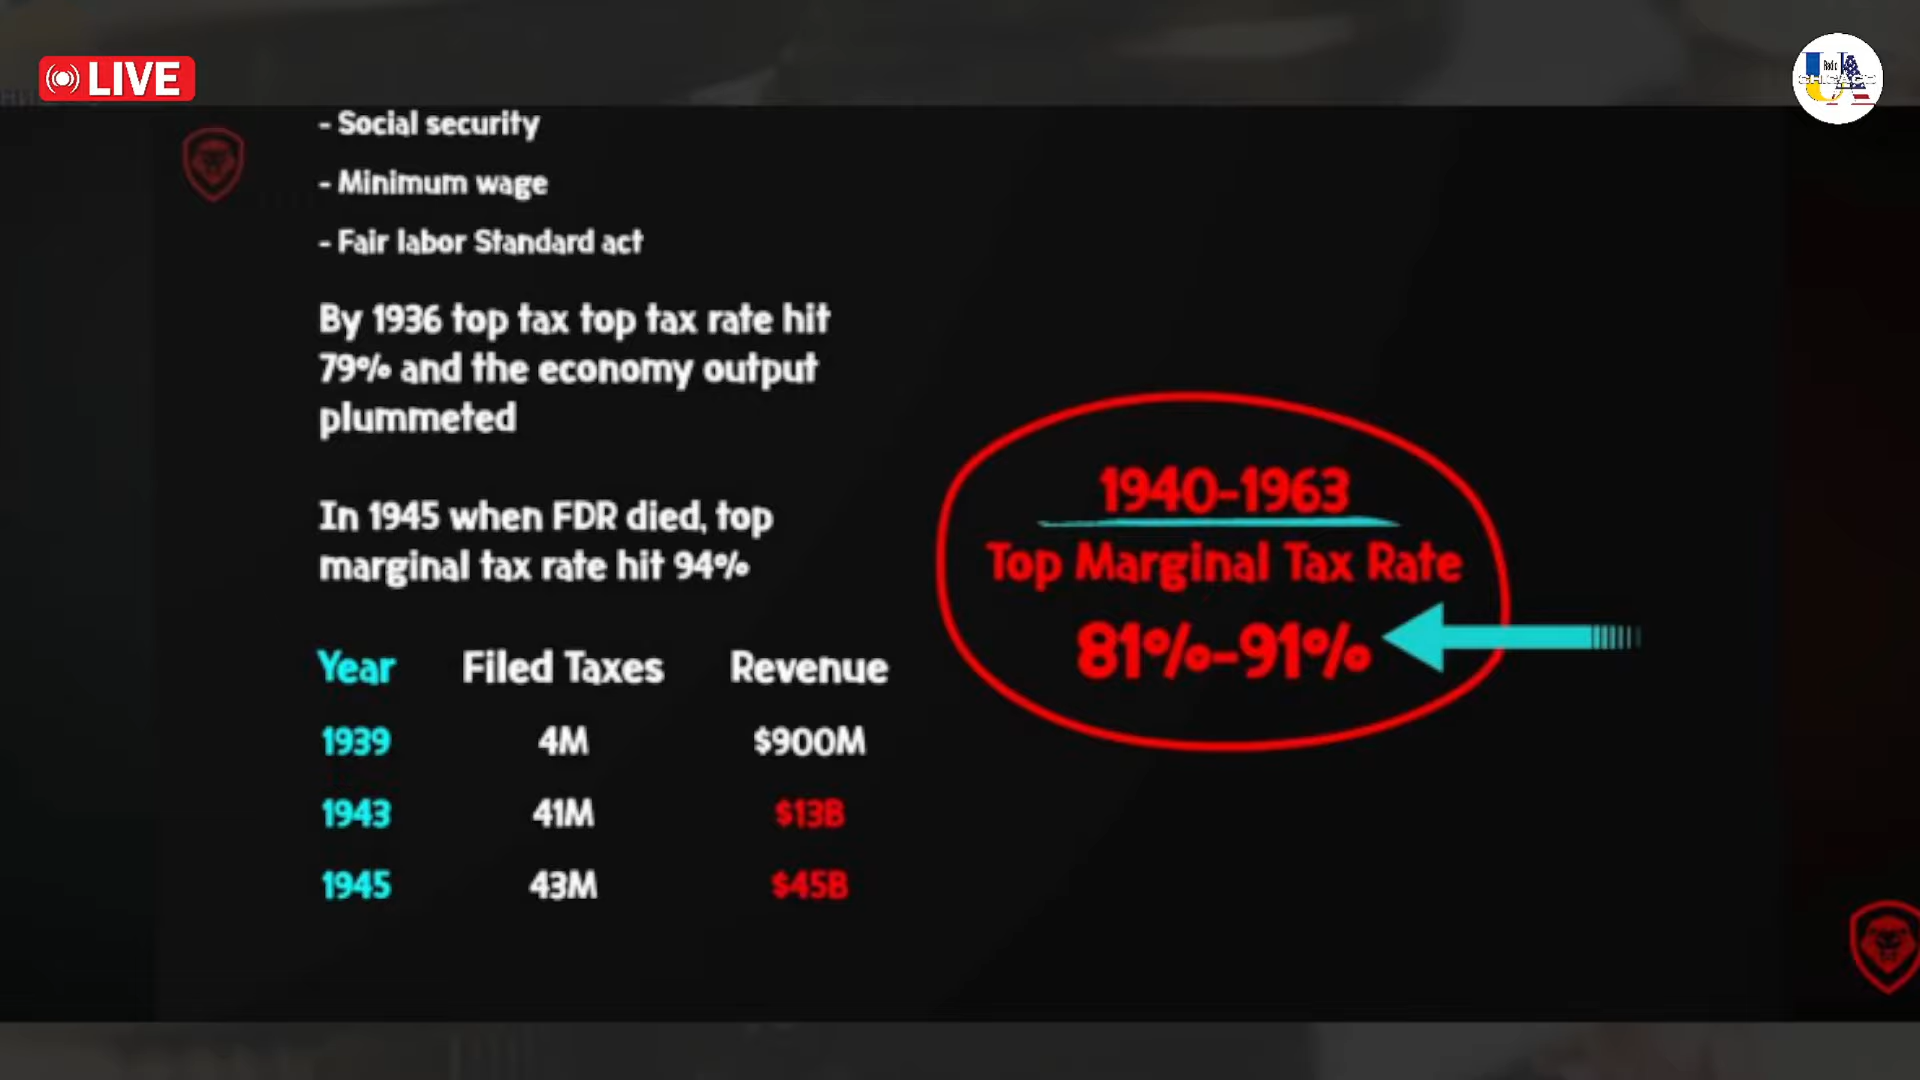 LIVE
Radio
CHICAGO
- Social security
- Minimum wage
- Fair labor Standard act
By 1936 top tax top tax rate hit
79% and the economy output
plummeted
In 1945 when FDR died, top
marginal tax rate hit 94%
Year Filed Taxes Revenue
1939 4M $900M
1943 41M $13B
1945 43M $45B
1940-1963
Top Marginal Tax Rate
81%-91%